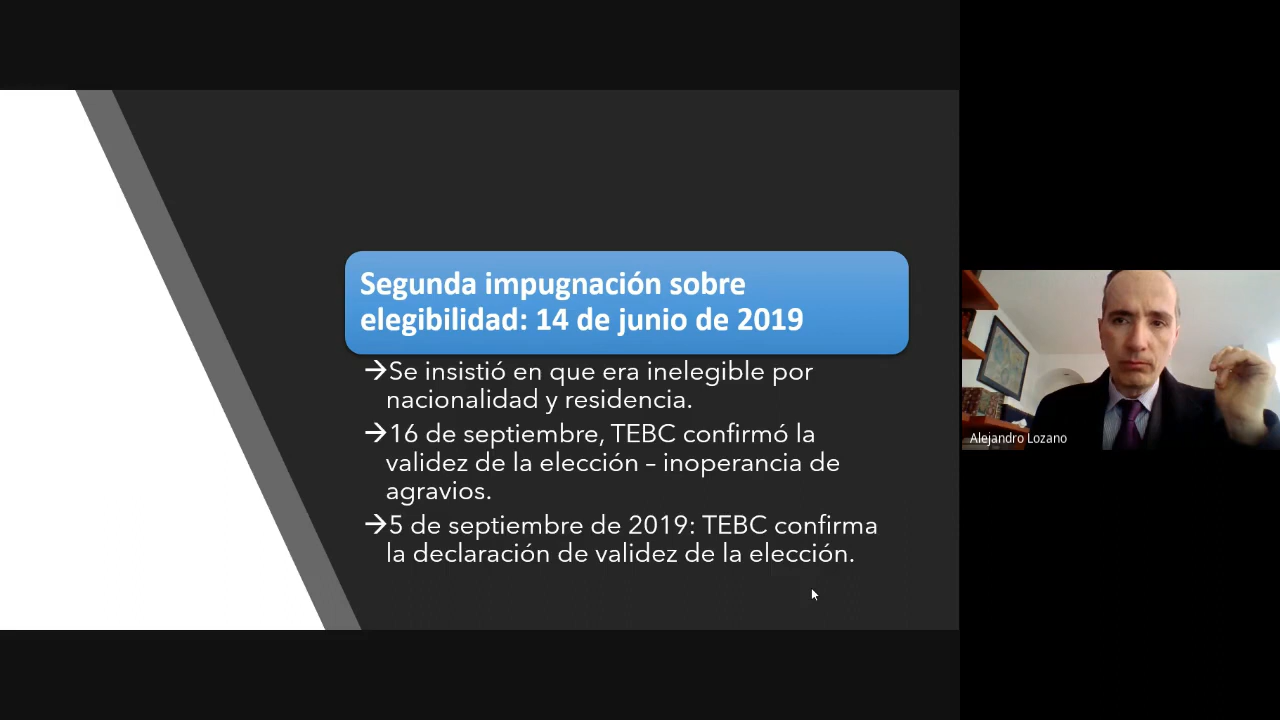 Segunda impugnación sobre
elegibilidad: 14 de junio de 2019
→Se insistió en que era inelegible por
nacionalidad y residencia.
→16 de septiembre, TEBC confirmó la
validez de la elección – inoperancia de
agravios.
→5 de septiembre de 2019: TEBC confirma
la declaración de validez de la elección.
Alejandro Lozano